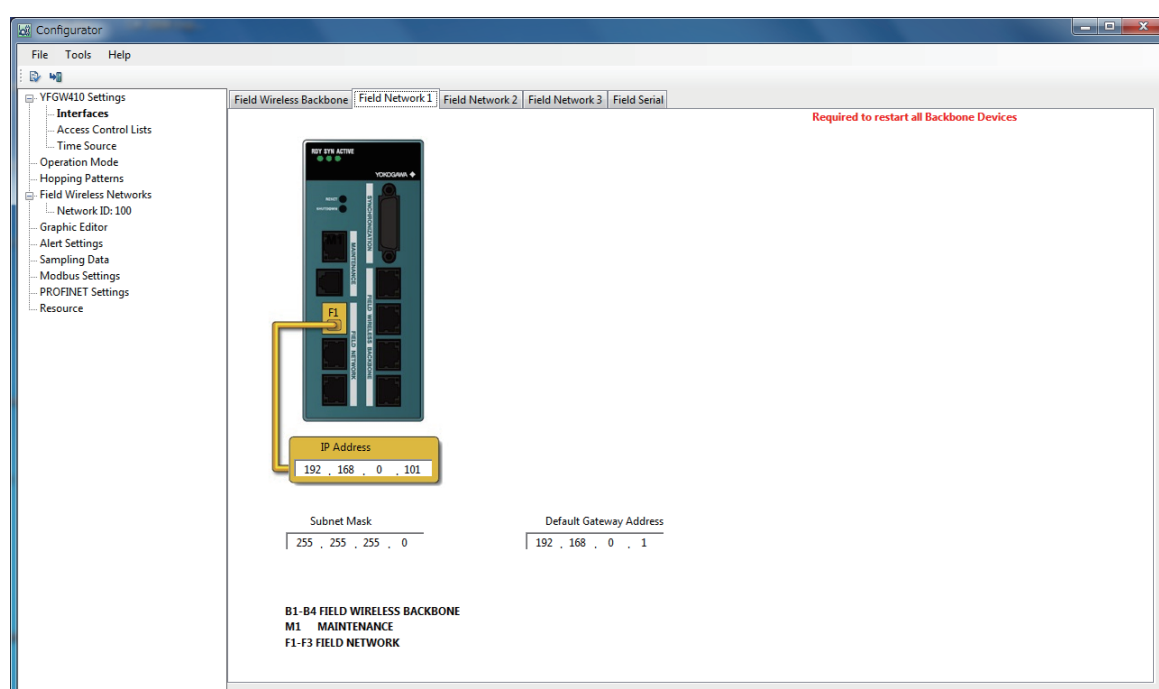 Configurator
File Tools Help
YFGW410 Settings
Interfaces
Access Control Lists
Time Source
Operation Mode
Hopping Patterns
Field Wireless Networks
Network ID: 100
Graphic Editor
Alert Settings
Sampling Data
Modbus Settings
PROFINET Settings
Resource
Field Wireless Backbone Field Network 1 Field Network 2 Field Network 3 Field Serial
Required to restart all Backbone Devices
RDY SYN ACTIVE
YOKOGAWA
RESET
SHUTDOWN
SYNCHRONIZATION
MAINTENANCE
F1
FIELD NETWORK
FIELD WIRELESS BACKBONE
IP Address
192 . 168 . 0 . 101
Subnet Mask Default Gateway Address
255 . 255 . 255 . 0 192 . 168 . 0 . 1
B1-B4 FIELD WIRELESS BACKBONE
M1 MAINTENANCE
F1-F3 FIELD NETWORK